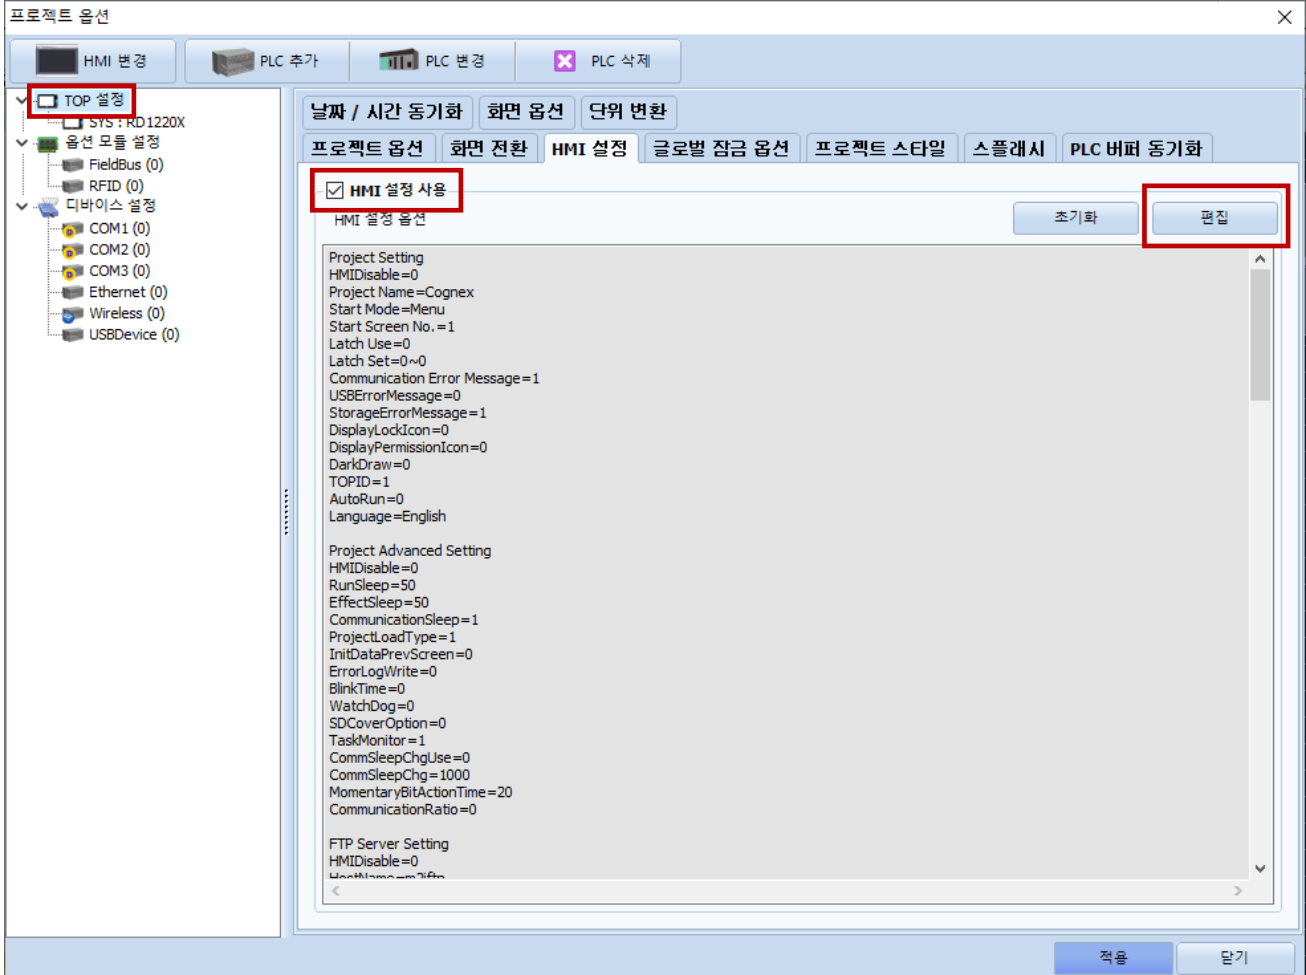 프로젝트 옵션
HMI 변경
PLC 추가
PLC 변경
PLC 삭제
TOP 설정
SYS : RD1220X
옵션 모듈 설정
FieldBus (0)
RFID (0)
디바이스 설정
COM1 (0)
COM2 (0)
COM3 (0)
Ethernet (0)
Wireless (0)
USBDevice (0)
날짜 / 시간 동기화
화면 옵션
단위 변환
프로젝트 옵션
화면 전환
HMI 설정
글로벌 잠금 옵션
프로젝트 스타일
스플래시
PLC 버퍼 동기화
HMI 설정 사용
HMI 설정 옵션
초기화
편집
Project Setting
HMIDisable=0
Project Name=Cognex
Start Mode=Menu
Start Screen No.=1
Latch Use=0
Latch Set=0~0
Communication Error Message=1
USBErrorMessage=0
StorageErrorMessage=1
DisplayLockIcon=0
DisplayPermissionIcon=0
DarkDraw=0
TOPID=1
AutoRun=0
Language=English
Project Advanced Setting
HMIDisable=0
RunSleep=50
EffectSleep=50
CommunicationSleep=1
ProjectLoadType=1
InitDataPrevScreen=0
ErrorLogWrite=0
BlinkTime=0
WatchDog=0
SDCoverOption=0
TaskMonitor=1
CommSleepChgUse=0
CommSleepChg=1000
MomentaryBitActionTime=20
CommunicationRatio=0
FTP Server Setting
HMIDisable=0
HostName=m2iftp
적용
닫기